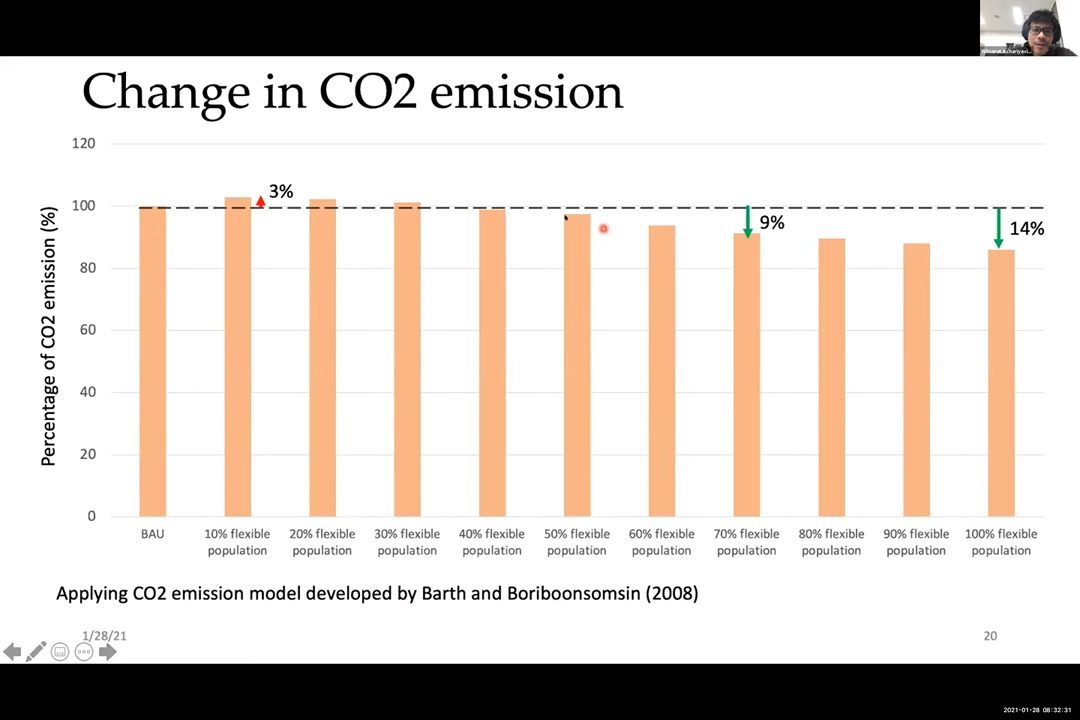 Change in CO2 emission
Percentage of CO2 emission (%)
120
100
80
60
40
20
0
3%
9%
14%
BAU
10% flexible
population
20% flexible
population
30% flexible
population
40% flexible
population
50% flexible
population
60% flexible
population
70% flexible
population
80% flexible
population
90% flexible
population
100% flexible
population
Applying CO2 emission model developed by Barth and Boriboonsomsin (2008)
1/28/21
20
2021-01-28 08:32:31